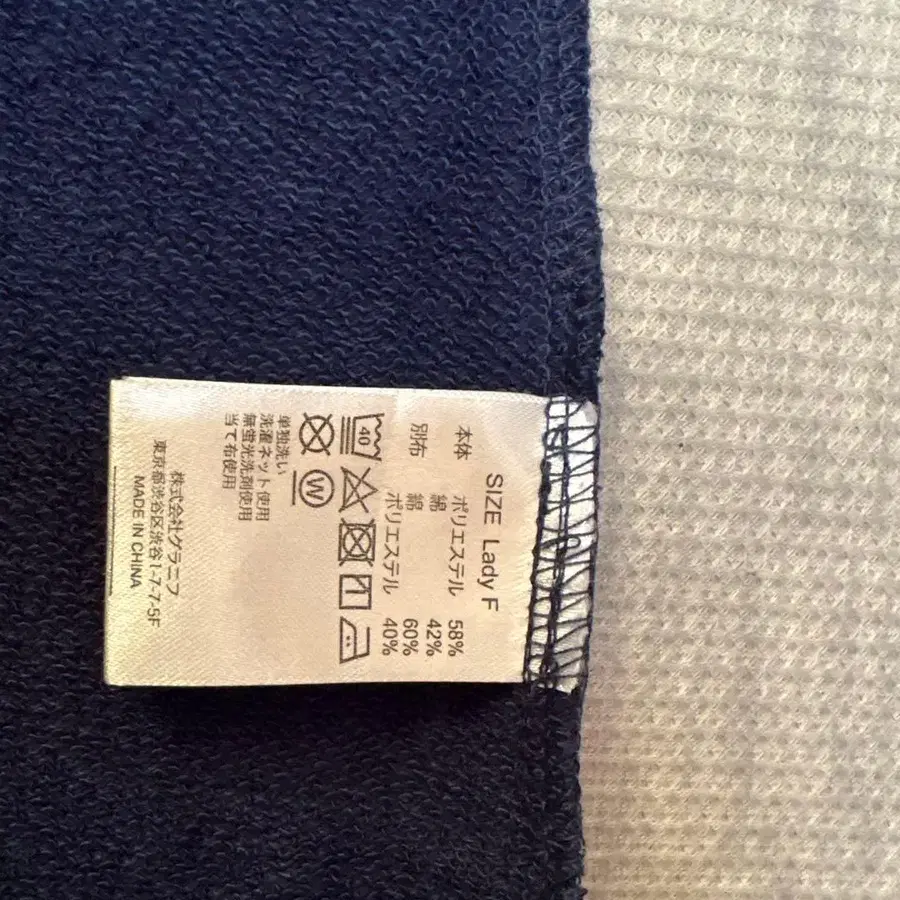 SIZE Lady F
本体 ポリエステル 58%
綿 42%
別布 綿 60%
ポリエステル 40%
40
W
単独洗い
洗濯ネット使用
無蛍光洗剤使用
当て布使用
株式会社グラニフ
東京都渋谷区渋谷1-7-7-5F
MADE IN CHINA